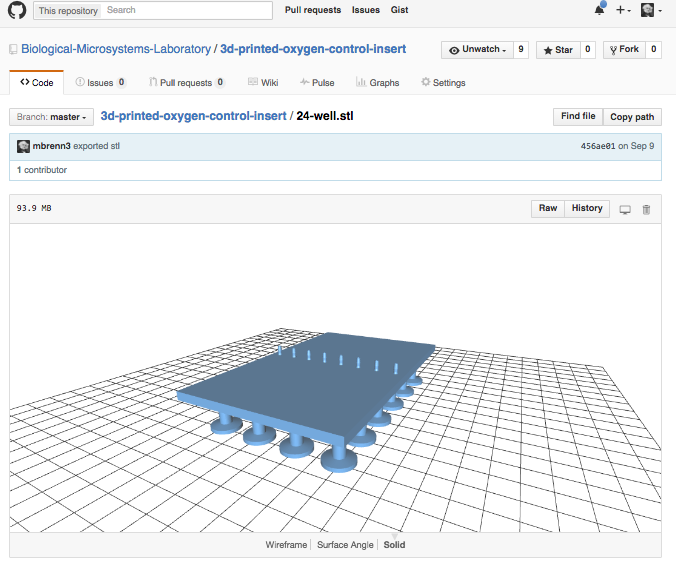 This repository Search Pull requests Issues Gist
Biological-Microsystems-Laboratory / 3d-printed-oxygen-control-insert Unwatch 9 Star 0 Fork 0
Code Issues 0 Pull requests 0 Wiki Pulse Graphs Settings
Branch: master 3d-printed-oxygen-control-insert / 24-well.stl Find file Copy path
mbrenn3 exported stl 456ae01 on Sep 9
1 contributor
93.9 MB Raw History
Wireframe Surface Angle Solid